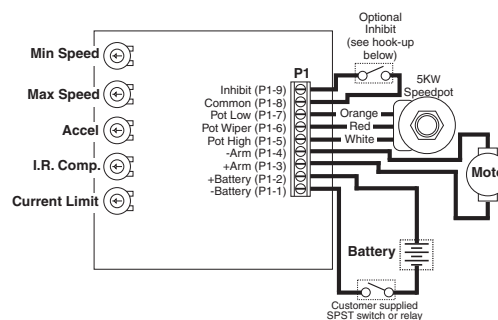 Min Speed
Max Speed
Accel
I.R. Comp.
Current Limit
P1
Inhibit (P1-9)
Common (P1-8)
Pot Low (P1-7)
Pot Wiper (P1-6)
Pot High (P1-5)
-Arm (P1-4)
+Arm (P1-3)
+Battery (P1-2)
-Battery (P1-1)
Optional
Inhibit
(see hook-up
below)
5KW
Speedpot
Orange
Red
White
Moto
Battery
Customer supplied
SPST switch or relay